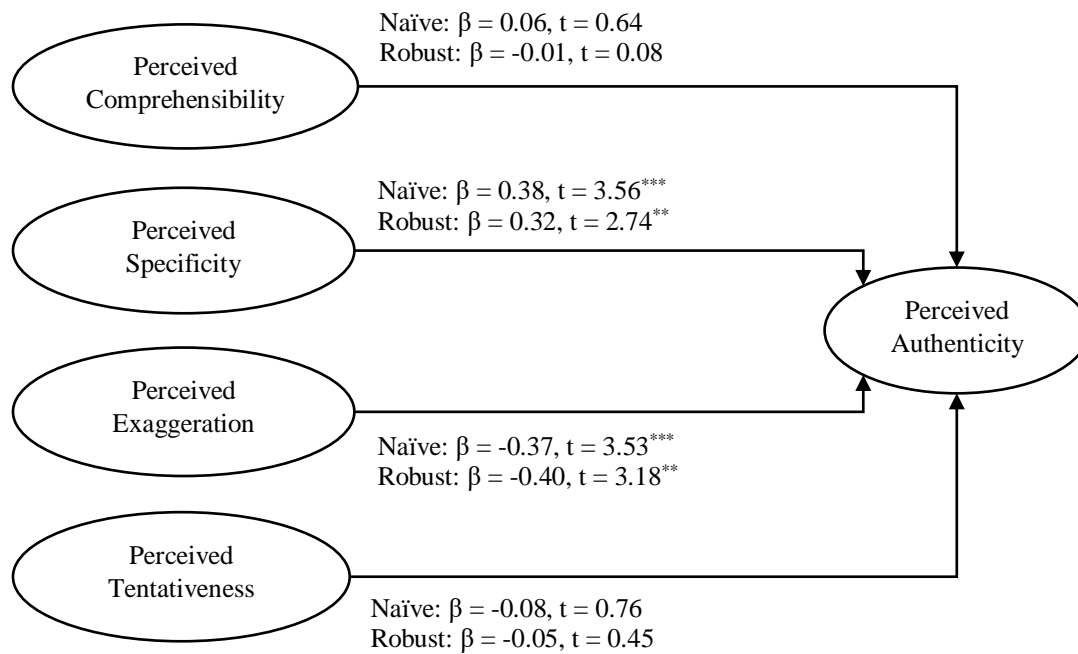 Naïve: β = 0.06, t = 0.64
Robust: β = -0.01, t = 0.08
Perceived
Comprehensibility
Naïve: β = 0.38, t = 3.56***
Robust: β = 0.32, t = 2.74**
Perceived
Specificity
Perceived
Authenticity
Perceived
Exaggeration
Naïve: β = -0.37, t = 3.53***
Robust: β = -0.40, t = 3.18**
Perceived
Tentativeness
Naïve: β = -0.08, t = 0.76
Robust: β = -0.05, t = 0.45